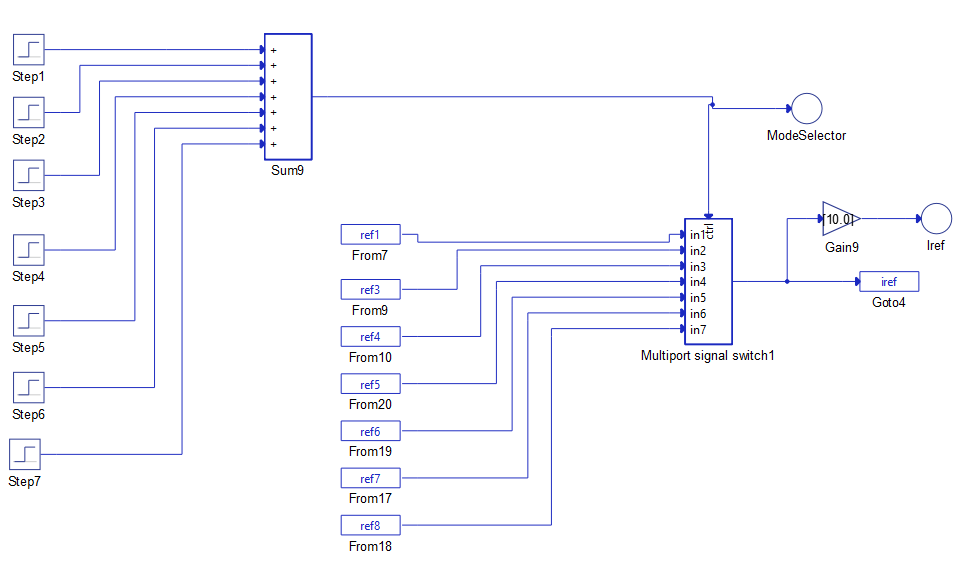 Step1
Step2
Step3
Step4
Step5
Step6
Step7
+
+
+
+
+
+
+
Sum9
ModeSelector
ref1
From7
ref3
From9
ref4
From10
ref5
From20
ref6
From19
ref7
From17
ref8
From18
ctrl
in1
in2
in3
in4
in5
in6
in7
Multiport signal switch1
[10.0]
Gain9
Iref
iref
Goto4